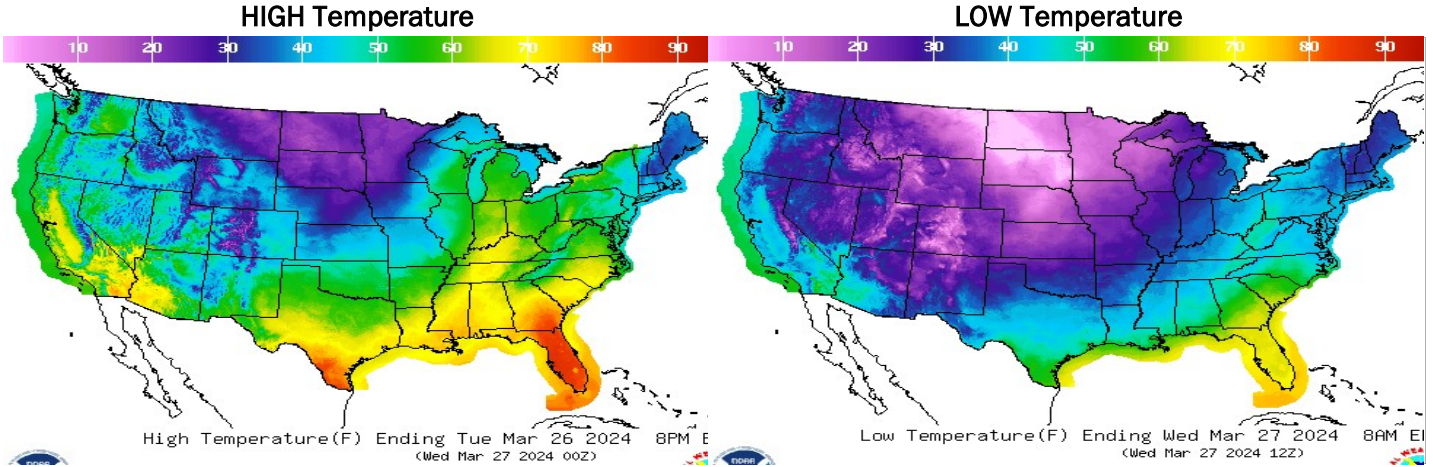 HIGH Temperature
LOW Temperature
10 20 30 40 50 60 70 80 90
10 20 30 40 50 60 70 80 90
High Temperature(F) Ending Tue Mar 26 2024 8PM E
(Wed Mar 27 2024 00Z)
Low Temperature(F) Ending Wed Mar 27 2024 8AM E
(Wed Mar 27 2024 12Z)
NOAA
NOAA